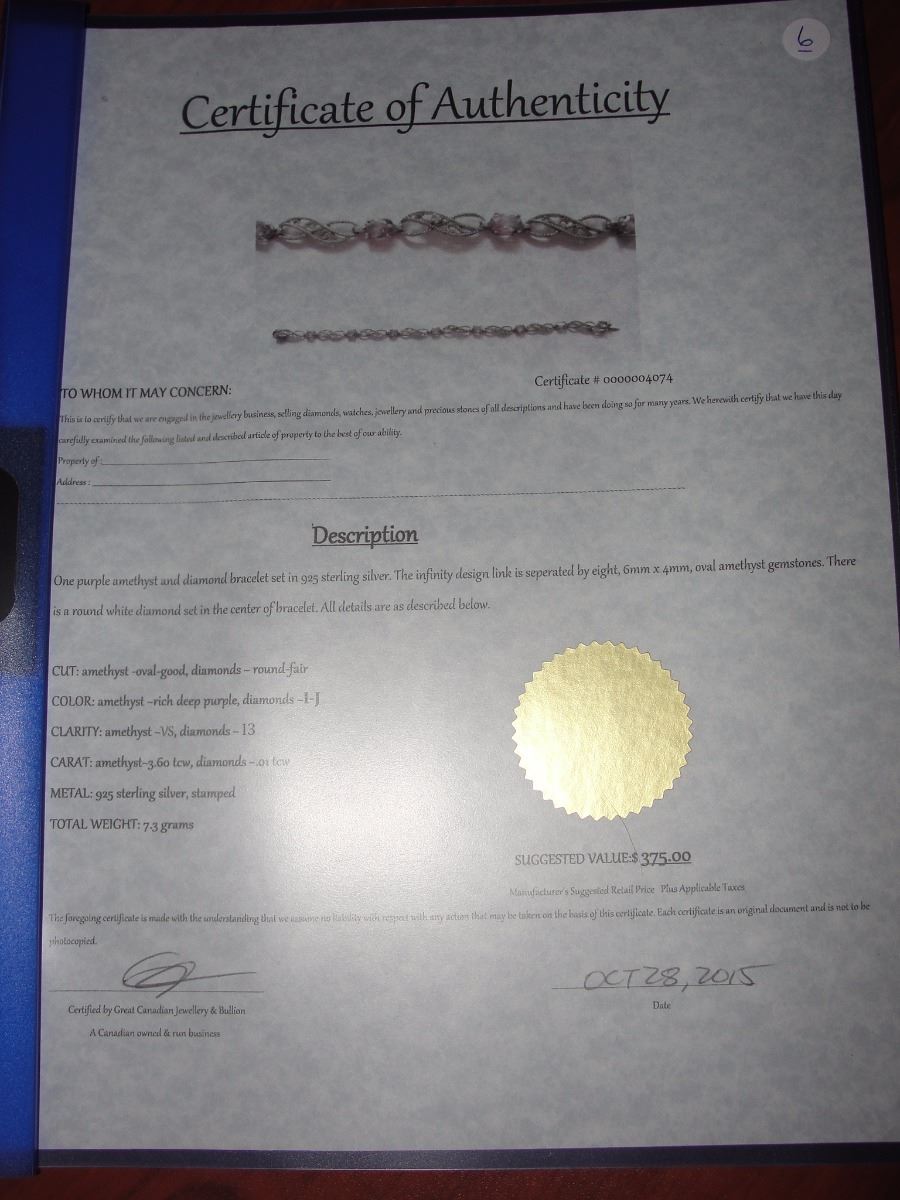 6
Certificate of Authenticity
Certificate # 0000004074
TO WHOM IT MAY CONCERN:
This is to certify that we are engaged in the jewellery business, selling diamonds, watches, jewellery and precious stones of all descriptions and have been doing so for many years. We herewith certify that we have this day
carefully examined the following listed and described article of property to the best of our ability.
Property of :
Address :
Description
One purple amethyst and diamond bracelet set in 925 sterling silver. The infinity design link is seperated by eight, 6mm x 4mm, oval amethyst gemstones. There
is a round white diamond set in the center of bracelet. All details are as described below.
CUT: amethyst -oval-good, diamonds – round-fair
COLOR: amethyst –rich deep purple, diamonds –I-J
CLARITY: amethyst –VS, diamonds – 13
CARAT: amethyst–3.60 tcw, diamonds –.01 tcw
METAL: 925 sterling silver, stamped
TOTAL WEIGHT: 7.3 grams
SUGGESTED VALUE:$ 375.00
Manufacturer's Suggested Retail Price Plus Applicable Taxes
The foregoing certificate is made with the understanding that we assume no liability with respect with any action that may be taken on the basis of this certificate. Each certificate is an original document and is not to be
photocopied.
OCT 28, 2015
Certified by Great Canadian Jewellery & Bullion
Date
A Canadian owned & run business